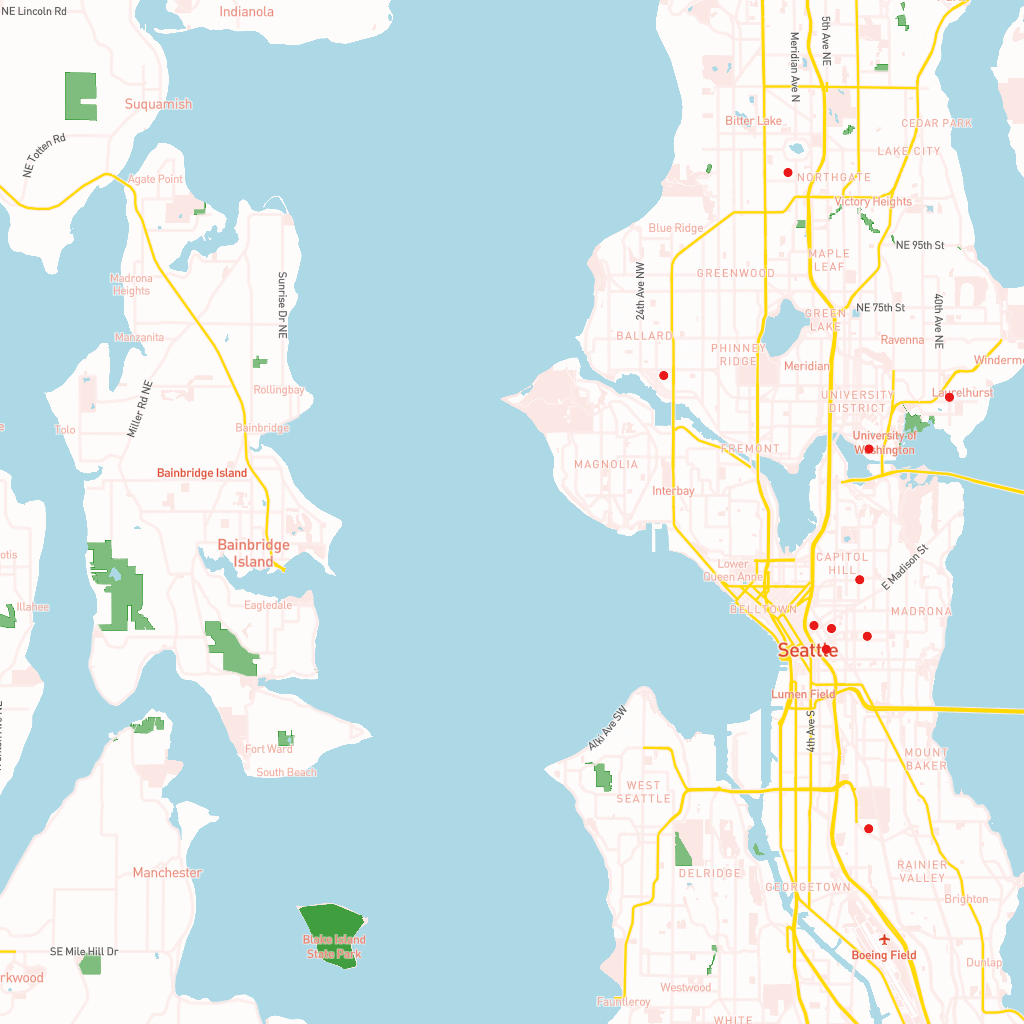 NE Lincoln Rd
Indianola
5th Ave NE
Meridian Ave N
Suquamish
Bitter Lake
CEDAR PARK
NE Totten Rd
LAKE CITY
Agate Point
NORTHGATE
Victory Heights
Blue Ridge
NE 95th St
MAPLE
LEAF
Madrona
Heights
Sunrise Dr NE
24th Ave NW
GREENWOOD
NE 75th St
40th Ave NE
GREEN
LAKE
Manzanita
BALLARD
Ravenna
PHINNEY
RIDGE
Meridian
Winderme
Rollingbay
Miller Rd NE
UNIVERSITY
DISTRICT
Laurelhurst
Tolo
Bainbridge
University of
Washington
FREMONT
Bainbridge Island
MAGNOLIA
Interbay
Bainbridge
Island
CAPITOL
HILL
E Madison St
otis
Lower
Queen Anne
Illahee
Eagledale
BELLTOWN
MADRONA
Seattle
Lumen Field
Alki Ave SW
4th Ave S
Fort Ward
South Beach
MOUNT
BAKER
WEST
SEATTLE
Manchester
DELRIDGE
RAINIER
VALLEY
GEORGETOWN
Brighton
Blake Island
State Park
SE Mile Hill Dr
Boeing Field
rkwood
Dunlap
Westwood
Fauntleroy
WHITE